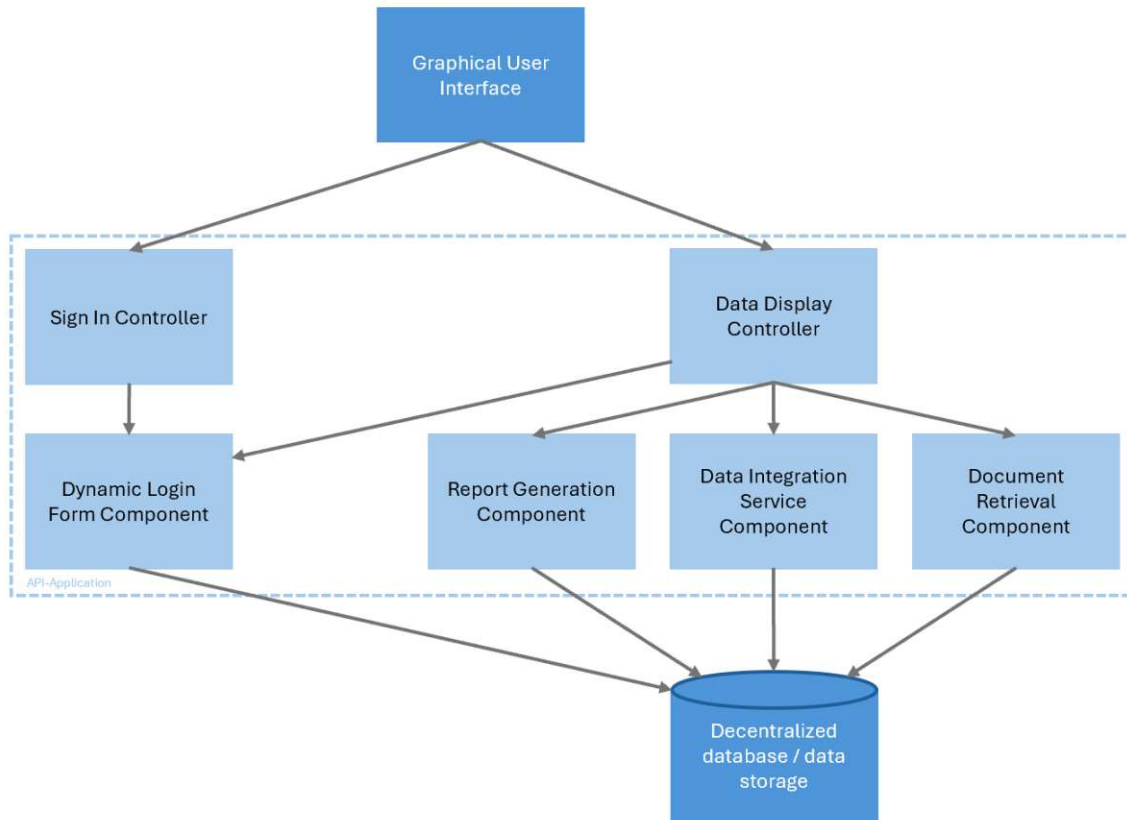 Graphical User
Interface
Sign In Controller
Data Display
Controller
Dynamic Login
Form Component
Report Generation
Component
Data Integration
Service
Component
Document
Retrieval
Component
API-Application
Decentralized
database / data
storage